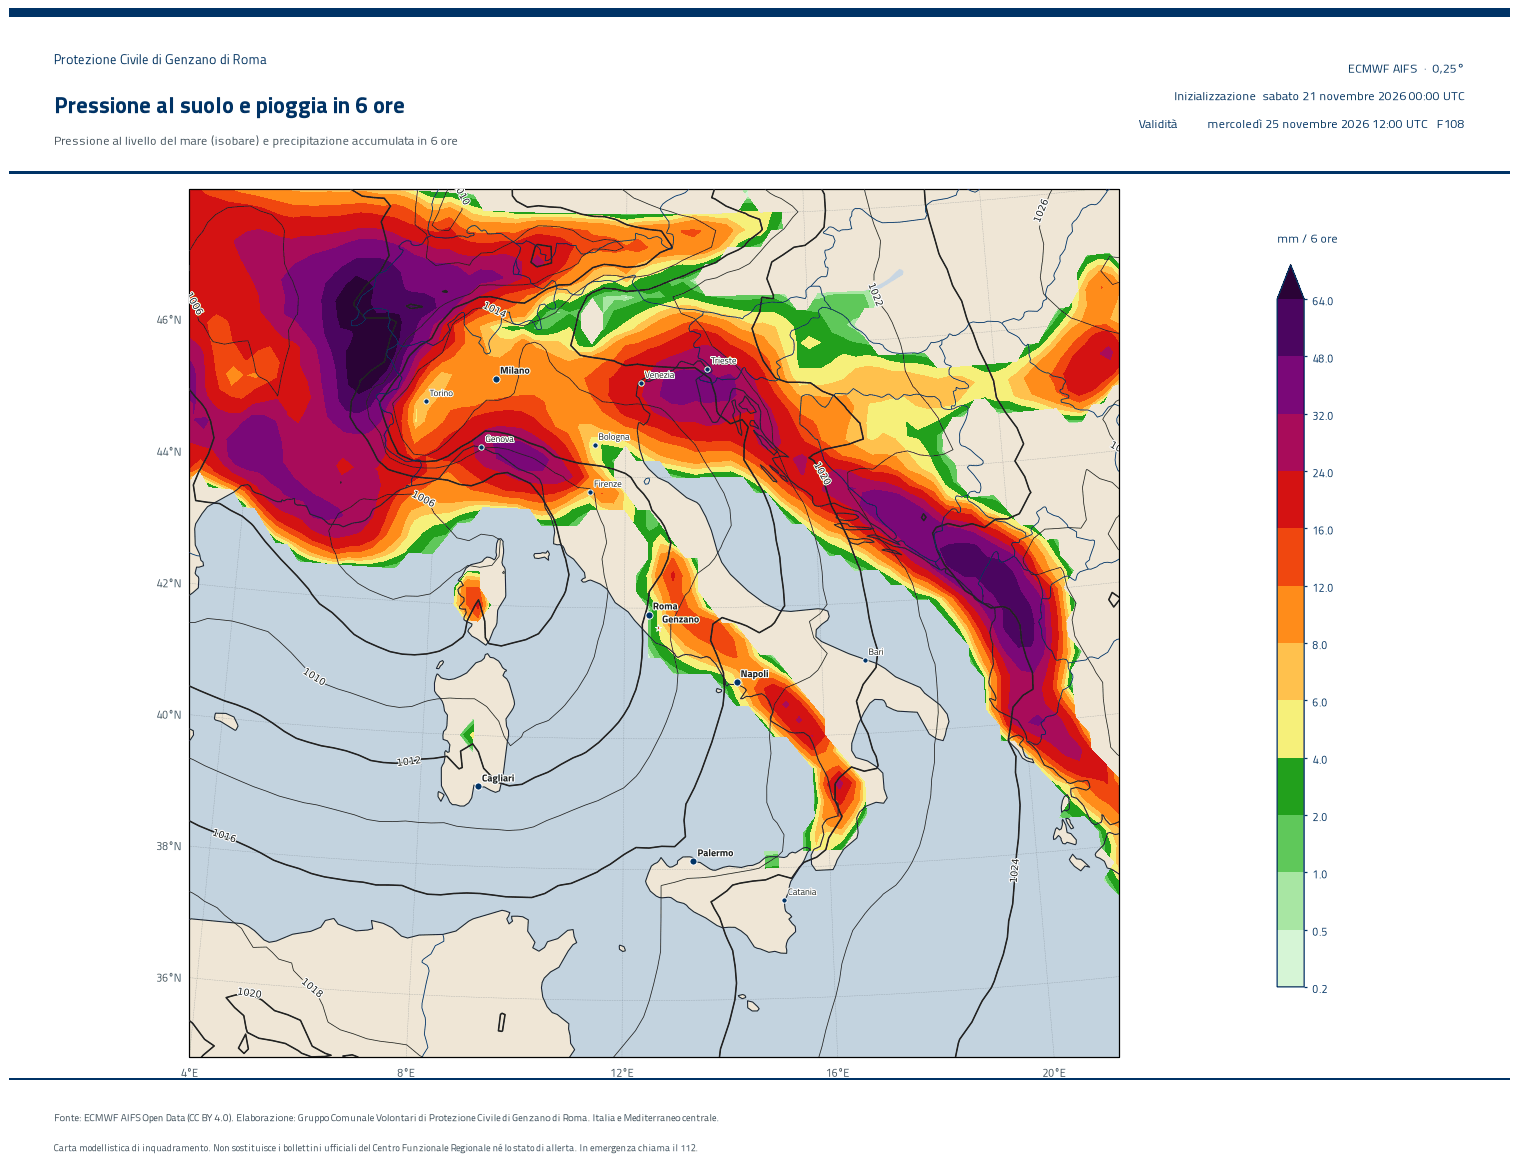 Protezione Civile di Genzano di Roma
Pressione al suolo e pioggia in 6 ore
Pressione al livello del mare (isobare) e precipitazione accumulata in 6 ore
ECMWF AIFS · 0,25°
Inizializzazione sabato 21 novembre 2026 00:00 UTC
Validità mercoledì 25 novembre 2026 12:00 UTC F108
mm / 6 ore
64.0
48.0
32.0
24.0
16.0
12.0
8.0
6.0
4.0
2.0
1.0
0.5
0.2
46°N
44°N
42°N
40°N
38°N
36°N
4°E
8°E
12°E
16°E
20°E
1026
1022
1006
1014
Trieste
Milano
Venezia
Torino
Genova
Bologna
1020
Firenze
1006
Roma
Genzano
Bari
1010
Napoli
1012
Cagliari
1016
Palermo
1024
Catania
1018
1020
Fonte: ECMWF AIFS Open Data (CC BY 4.0). Elaborazione: Gruppo Comunale Volontari di Protezione Civile di Genzano di Roma. Italia e Mediterraneo centrale.
Carta modellistica di inquadramento. Non sostituisce i bollettini ufficiali del Centro Funzionale Regionale né lo stato di allerta. In emergenza chiama il 112.